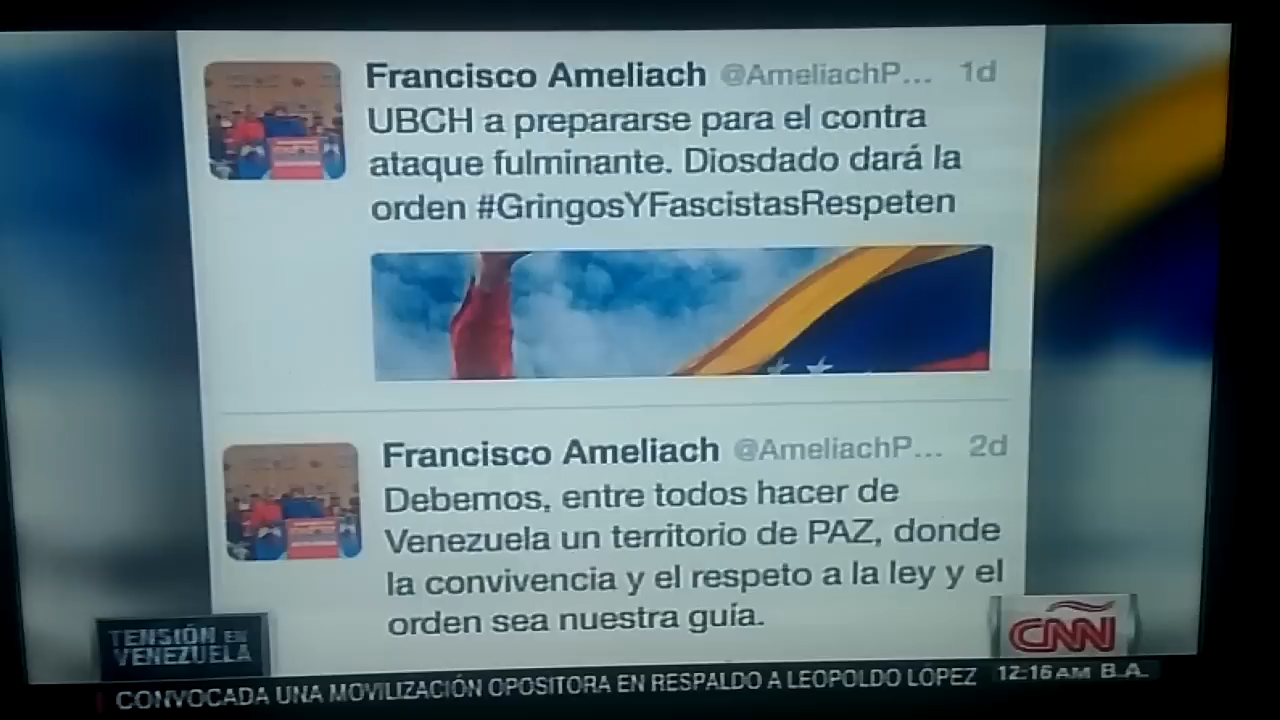 Francisco Ameliach @AmeliachP... 1d
UBCH a prepararse para el contra
ataque fulminante. Diosdado dará la
orden #GringosYFascistasRespeten
Francisco Ameliach @AmeliachP... 2d
Debemos, entre todos hacer de
Venezuela un territorio de PAZ, donde
la convivencia y el respeto a la ley y el
orden sea nuestra guía.
TENSIÓN EN
VENEZUELA
CNN
CONVOCADA UNA MOVILIZACIÓN OPOSITORA EN RESPALDO A LEOPOLDO LÓPEZ 12:16 AM B.A.